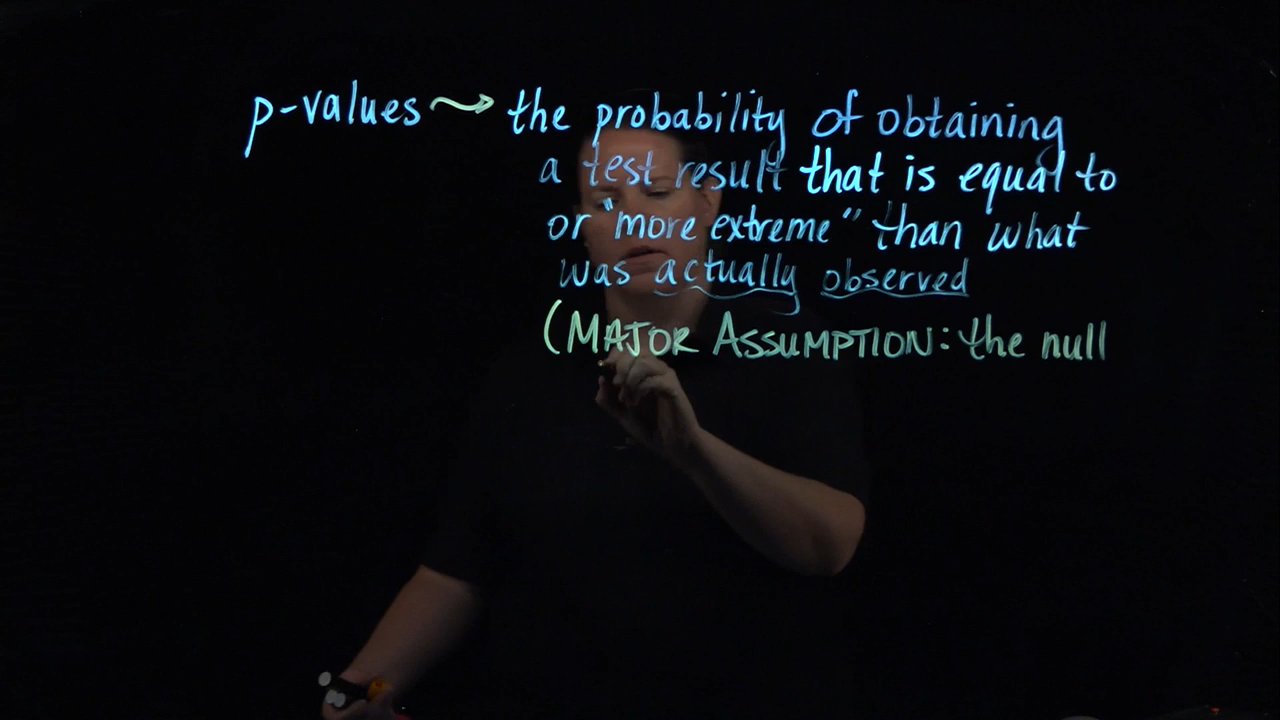 p-values → the probability of obtaining
a test result that is equal to
or "more extreme" than what
was actually observed
(MAJOR ASSUMPTION: the null